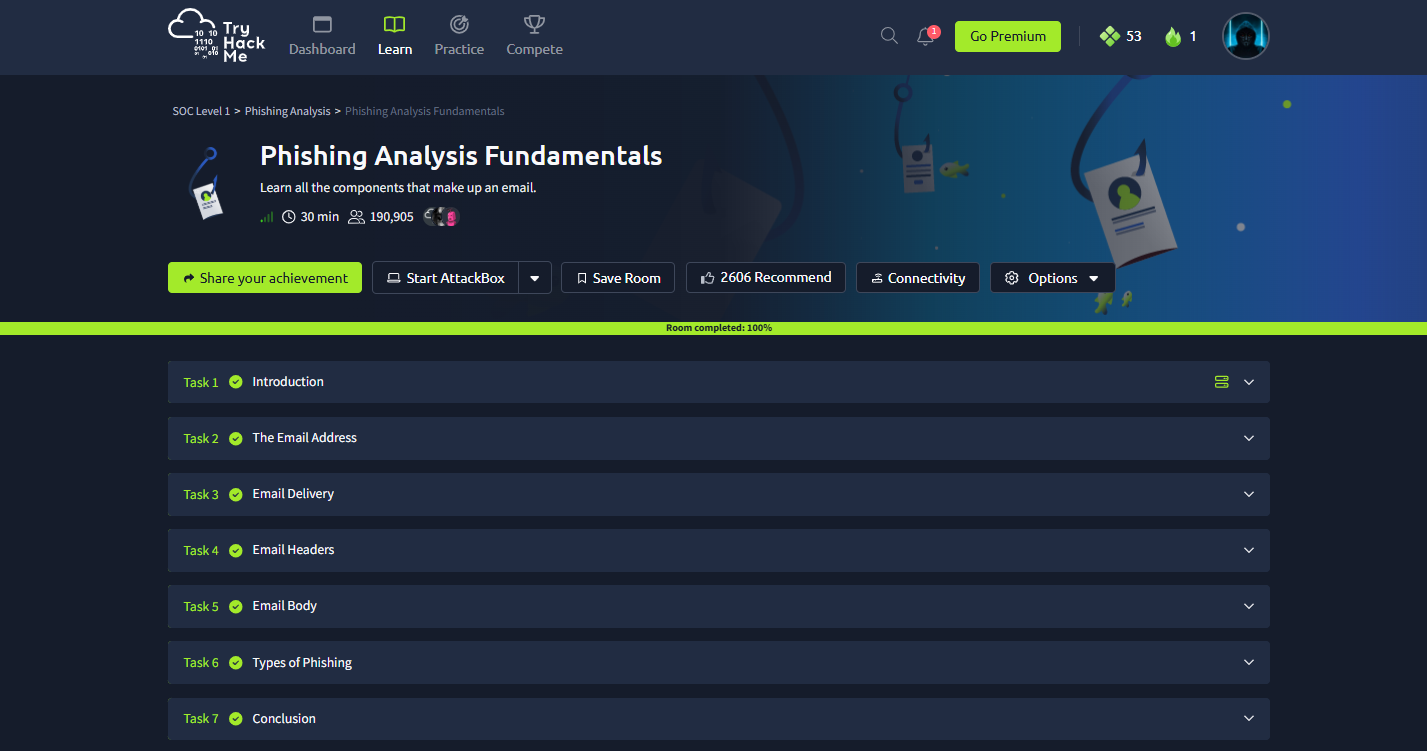 Try
Hack
Me
Dashboard
Learn
Practice
Compete
1
Go Premium
53
1
SOC Level 1 > Phishing Analysis > Phishing Analysis Fundamentals
Phishing Analysis Fundamentals
Learn all the components that make up an email.
30 min 190,905
Share your achievement
Start AttackBox
Save Room
2606 Recommend
Connectivity
Options
Room completed: 100%
Task 1 Introduction
Task 2 The Email Address
Task 3 Email Delivery
Task 4 Email Headers
Task 5 Email Body
Task 6 Types of Phishing
Task 7 Conclusion